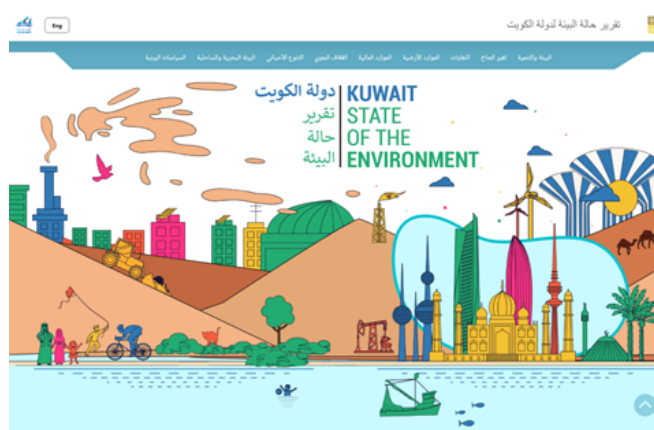 Eng
تقرير حالة البيئة لدولة الكويت
البيئة والتنمية تغير المناخ النفايات الموارد الأرضية الموارد المائية الغلاف الجوي التنوع الأحيائي البيئة البحرية والساحلية السياسات البيئية
دولة الكويت
تقرير
حالة
البيئة
KUWAIT
STATE
OF THE
ENVIRONMENT